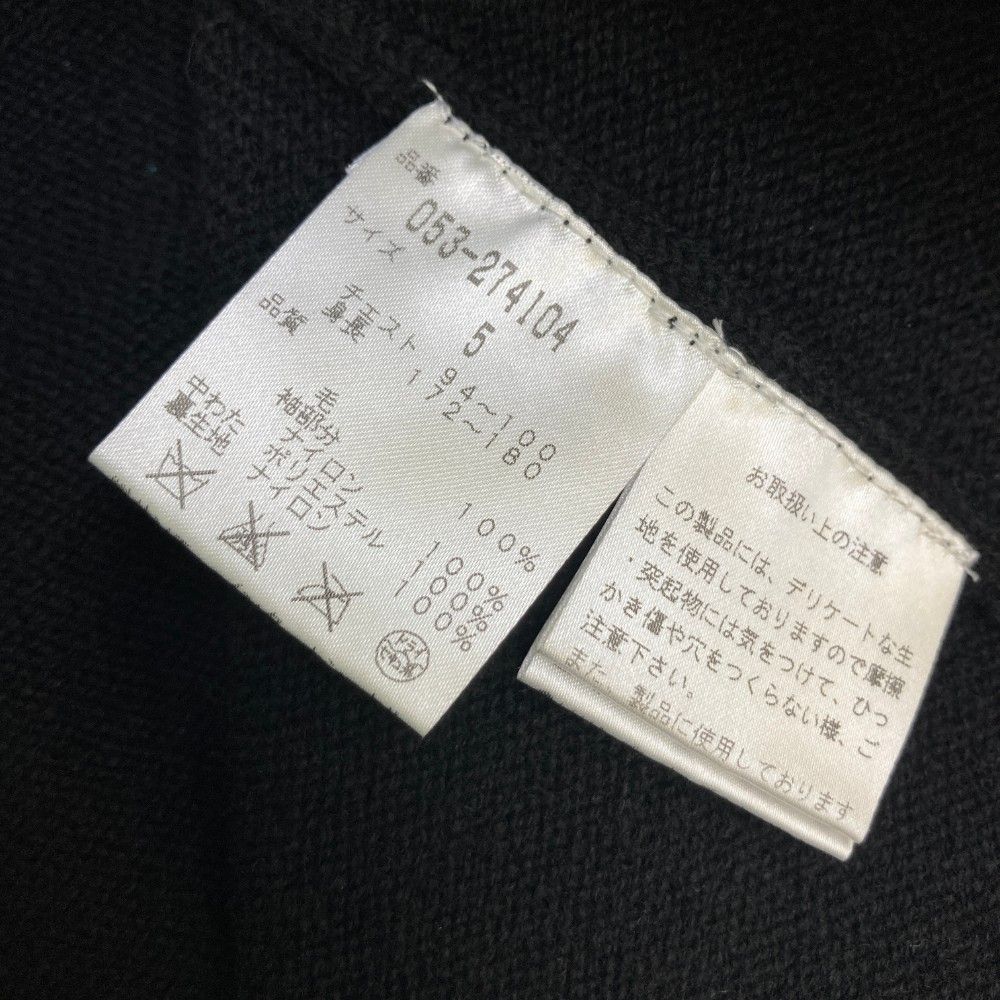 品番
053-274104
サイズ 5
チェスト 94～100
身長 172～180
品質
毛 100%
袖部分
ナイロン 100%
中わた ポリエステル 100%
裏生地 ナイロン 100%
お取扱い上の注意
この製品には、デリケートな生
地を使用しておりますので摩擦
・突起物には気をつけて、ひっ
かき傷や穴をつくらない様、ご
注意下さい。
また、製品に使用しております